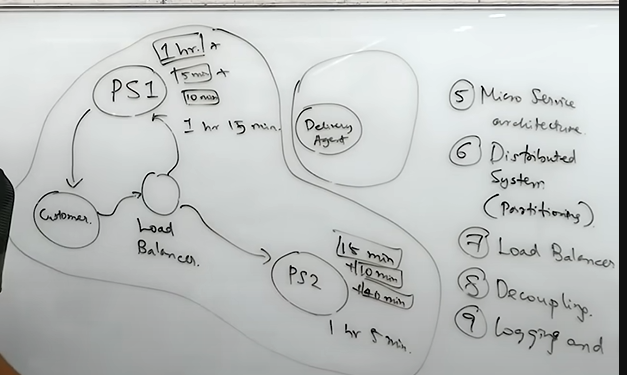 1 hr. +
15 min +
10 min
PS1
1 hr 15 min.
Delivery
Agent
Customer.
Load
Balancer.
PS2
15 min
+10 min
+40 min
1 hr 5 min.
5 Micro Service
architecture.
6 Distributed
System.
(Partitioning)
7 Load Balancer
8 Decoupling.
9 Logging and